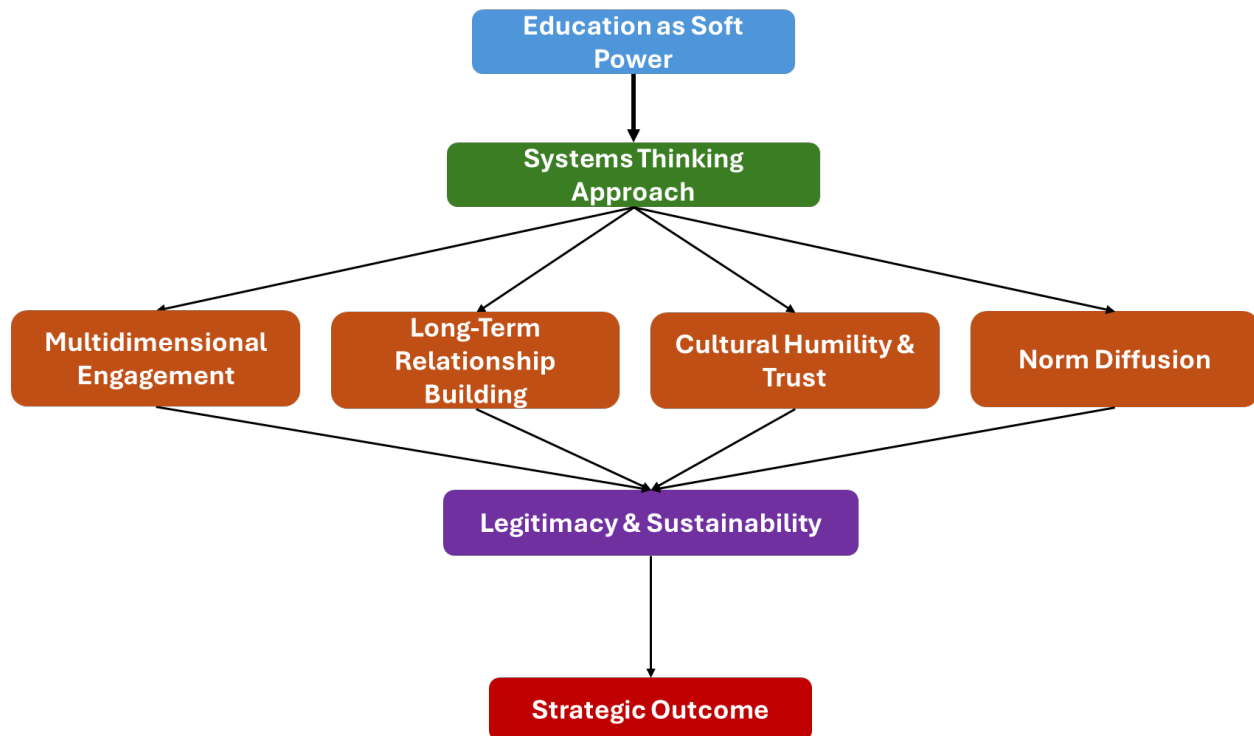 Education as Soft
Power
Systems Thinking
Approach
Multidimensional
Engagement
Long-Term
Relationship
Building
Cultural Humility &
Trust
Norm Diffusion
Legitimacy & Sustainability
Strategic Outcome